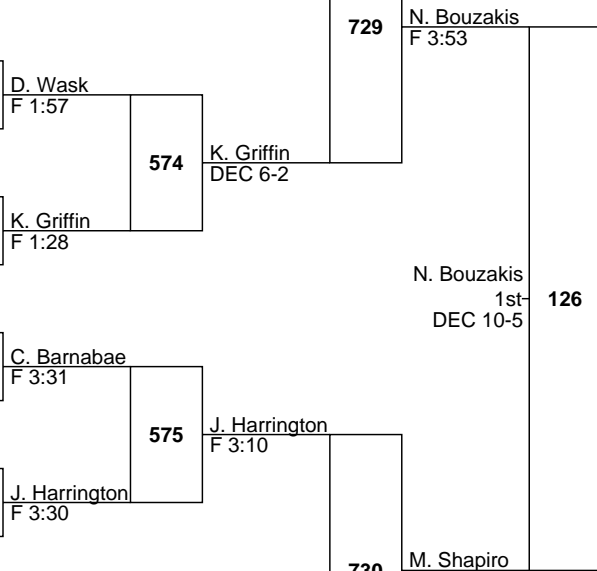 729
N. Bouzakis
F 3:53
D. Wask
F 1:57
574
K. Griffin
DEC 6-2
K. Griffin
F 1:28
N. Bouzakis
1st
DEC 10-5
126
C. Barnabae
F 3:31
575
J. Harrington
F 3:10
J. Harrington
F 3:30
730
M. Shapiro